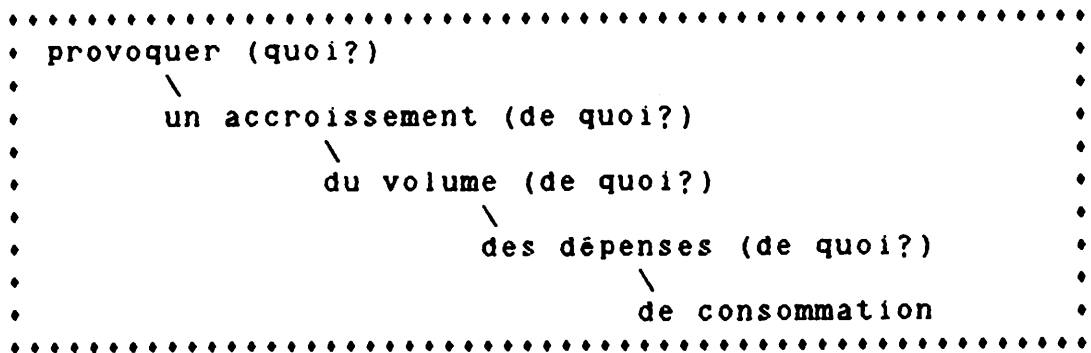 provoquer (quoi?)
un accroissement (de quoi?)
du volume (de quoi?)
des dépenses (de quoi?)
de consommation